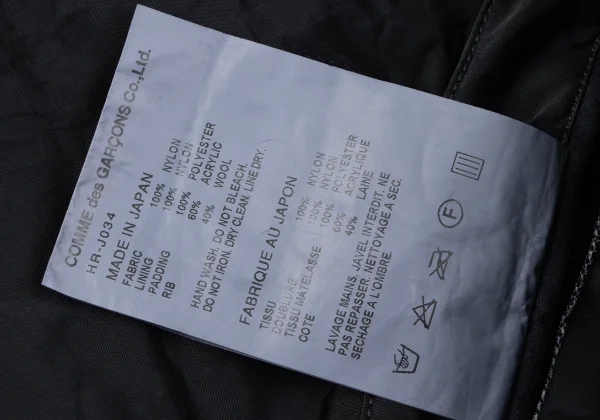 COMME des GARÇONS Co.,Ltd.
HR-J034
MADE IN JAPAN
FABRIC 100% NYLON
LINING 100% NYLON
PADDING 100% POLYESTER
RIB 60% ACRYLIC
40% WOOL
HAND WASH. DO NOT BLEACH.
DO NOT IRON. DRY CLEAN. LINE DRY.
FABRIQUE AU JAPON
TISSU 100% NYLON
DOUBLURE 100% NYLON
TISSU MATELASSE 100% POLYESTER
COTE 60% ACRYLIQUE
40% LAINE
LAVAGE MAINS. JAVEL INTERDIT. NE
PAS REPASSER. NETTOYAGE A SEC.
SECHAGE A L'OMBRE.
F